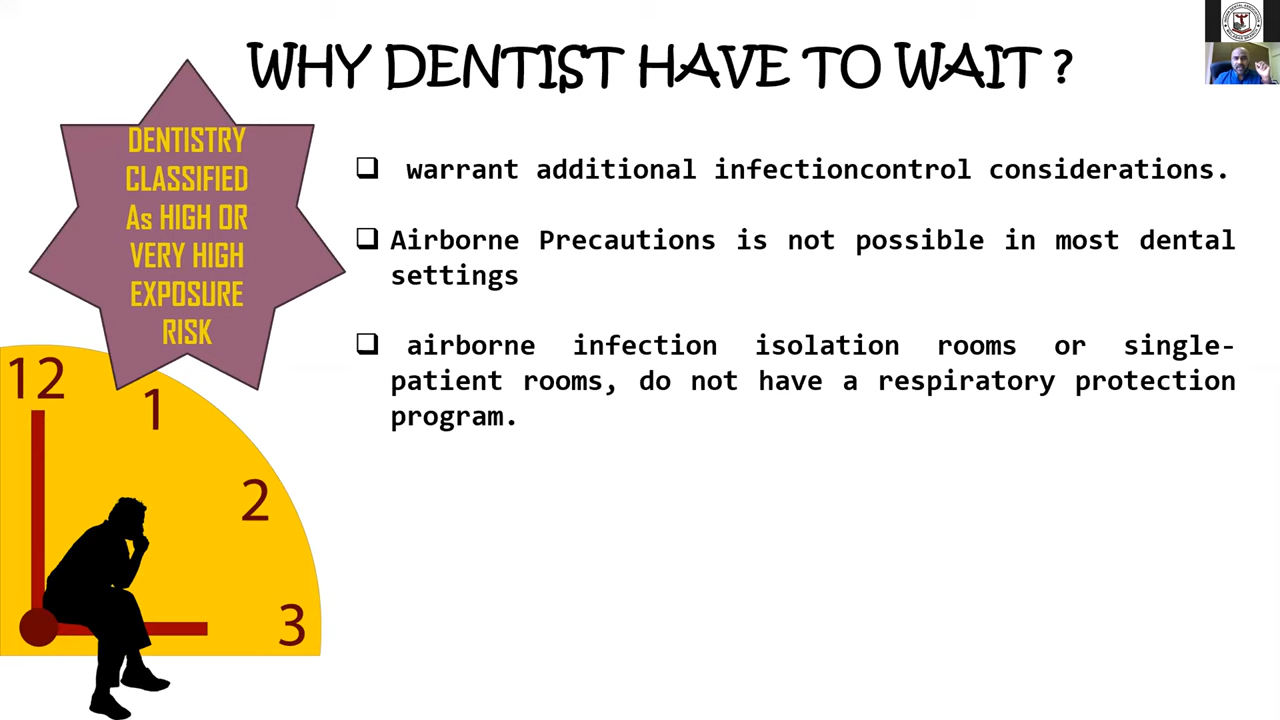 WHY DENTIST HAVE TO WAIT ?
DENTISTRY
CLASSIFIED
As HIGH OR
VERY HIGH
EXPOSURE
RISK
❑ warrant additional infectioncontrol considerations.
❑ Airborne Precautions is not possible in most dental
settings
❑ airborne infection isolation rooms or single-
patient rooms, do not have a respiratory protection
program.
12
1
2
3